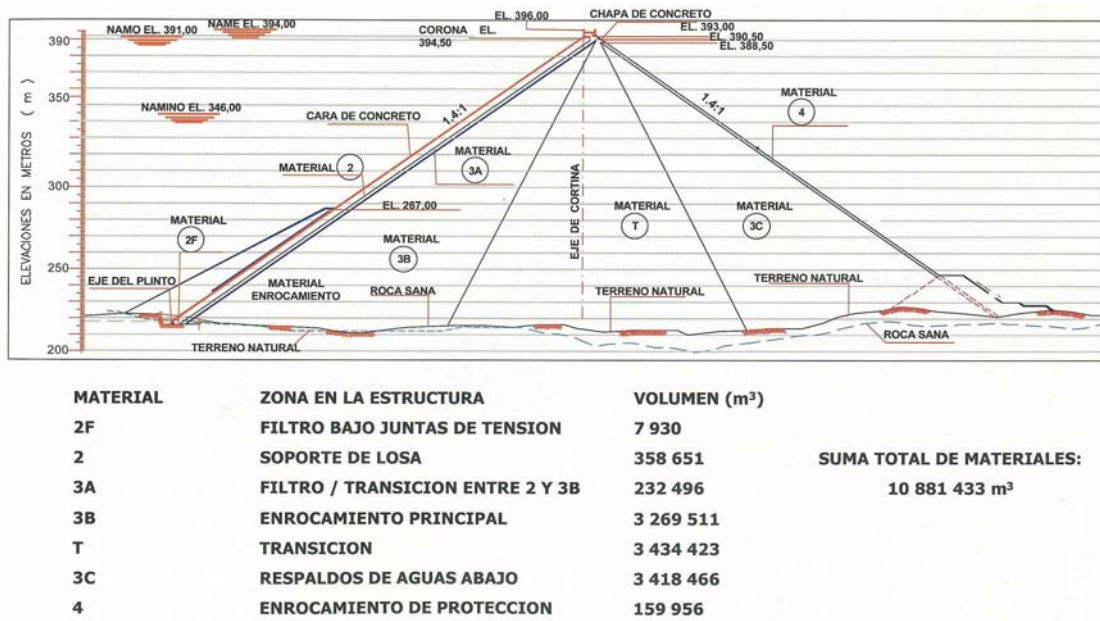 EL. 396,00
CHAPA DE CONCRETO
NAMO EL. 391,00
NAME EL. 394,00
CORONA EL.
394,50
EL. 393,00
EL. 390,50
EL. 388,50
390
350
300
250
200
ELEVACIONES EN METROS ( m )
NAMINO EL. 346,00
CARA DE CONCRETO
1.4:1
1.4:1
MATERIAL
4
MATERIAL
3A
MATERIAL 2
EL. 267,00
MATERIAL
2F
MATERIAL
3B
EJE DE CORTINA
MATERIAL
T
MATERIAL
3C
EJE DEL PLINTO
MATERIAL
ENROCAMIENTO
ROCA SANA
TERRENO NATURAL
TERRENO NATURAL
TERRENO NATURAL
ROCA SANA
MATERIAL ZONA EN LA ESTRUCTURA VOLUMEN (m³)
2F FILTRO BAJO JUNTAS DE TENSION 7 930
2 SOPORTE DE LOSA 358 651 SUMA TOTAL DE MATERIALES:
3A FILTRO / TRANSICION ENTRE 2 Y 3B 232 496 10 881 433 m³
3B ENROCAMIENTO PRINCIPAL 3 269 511
T TRANSICION 3 434 423
3C RESPALDOS DE AGUAS ABAJO 3 418 466
4 ENROCAMIENTO DE PROTECCION 159 956